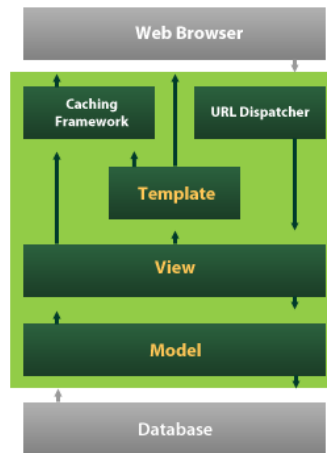 Web Browser
Caching
Framework
URL Dispatcher
Template
View
Model
Database